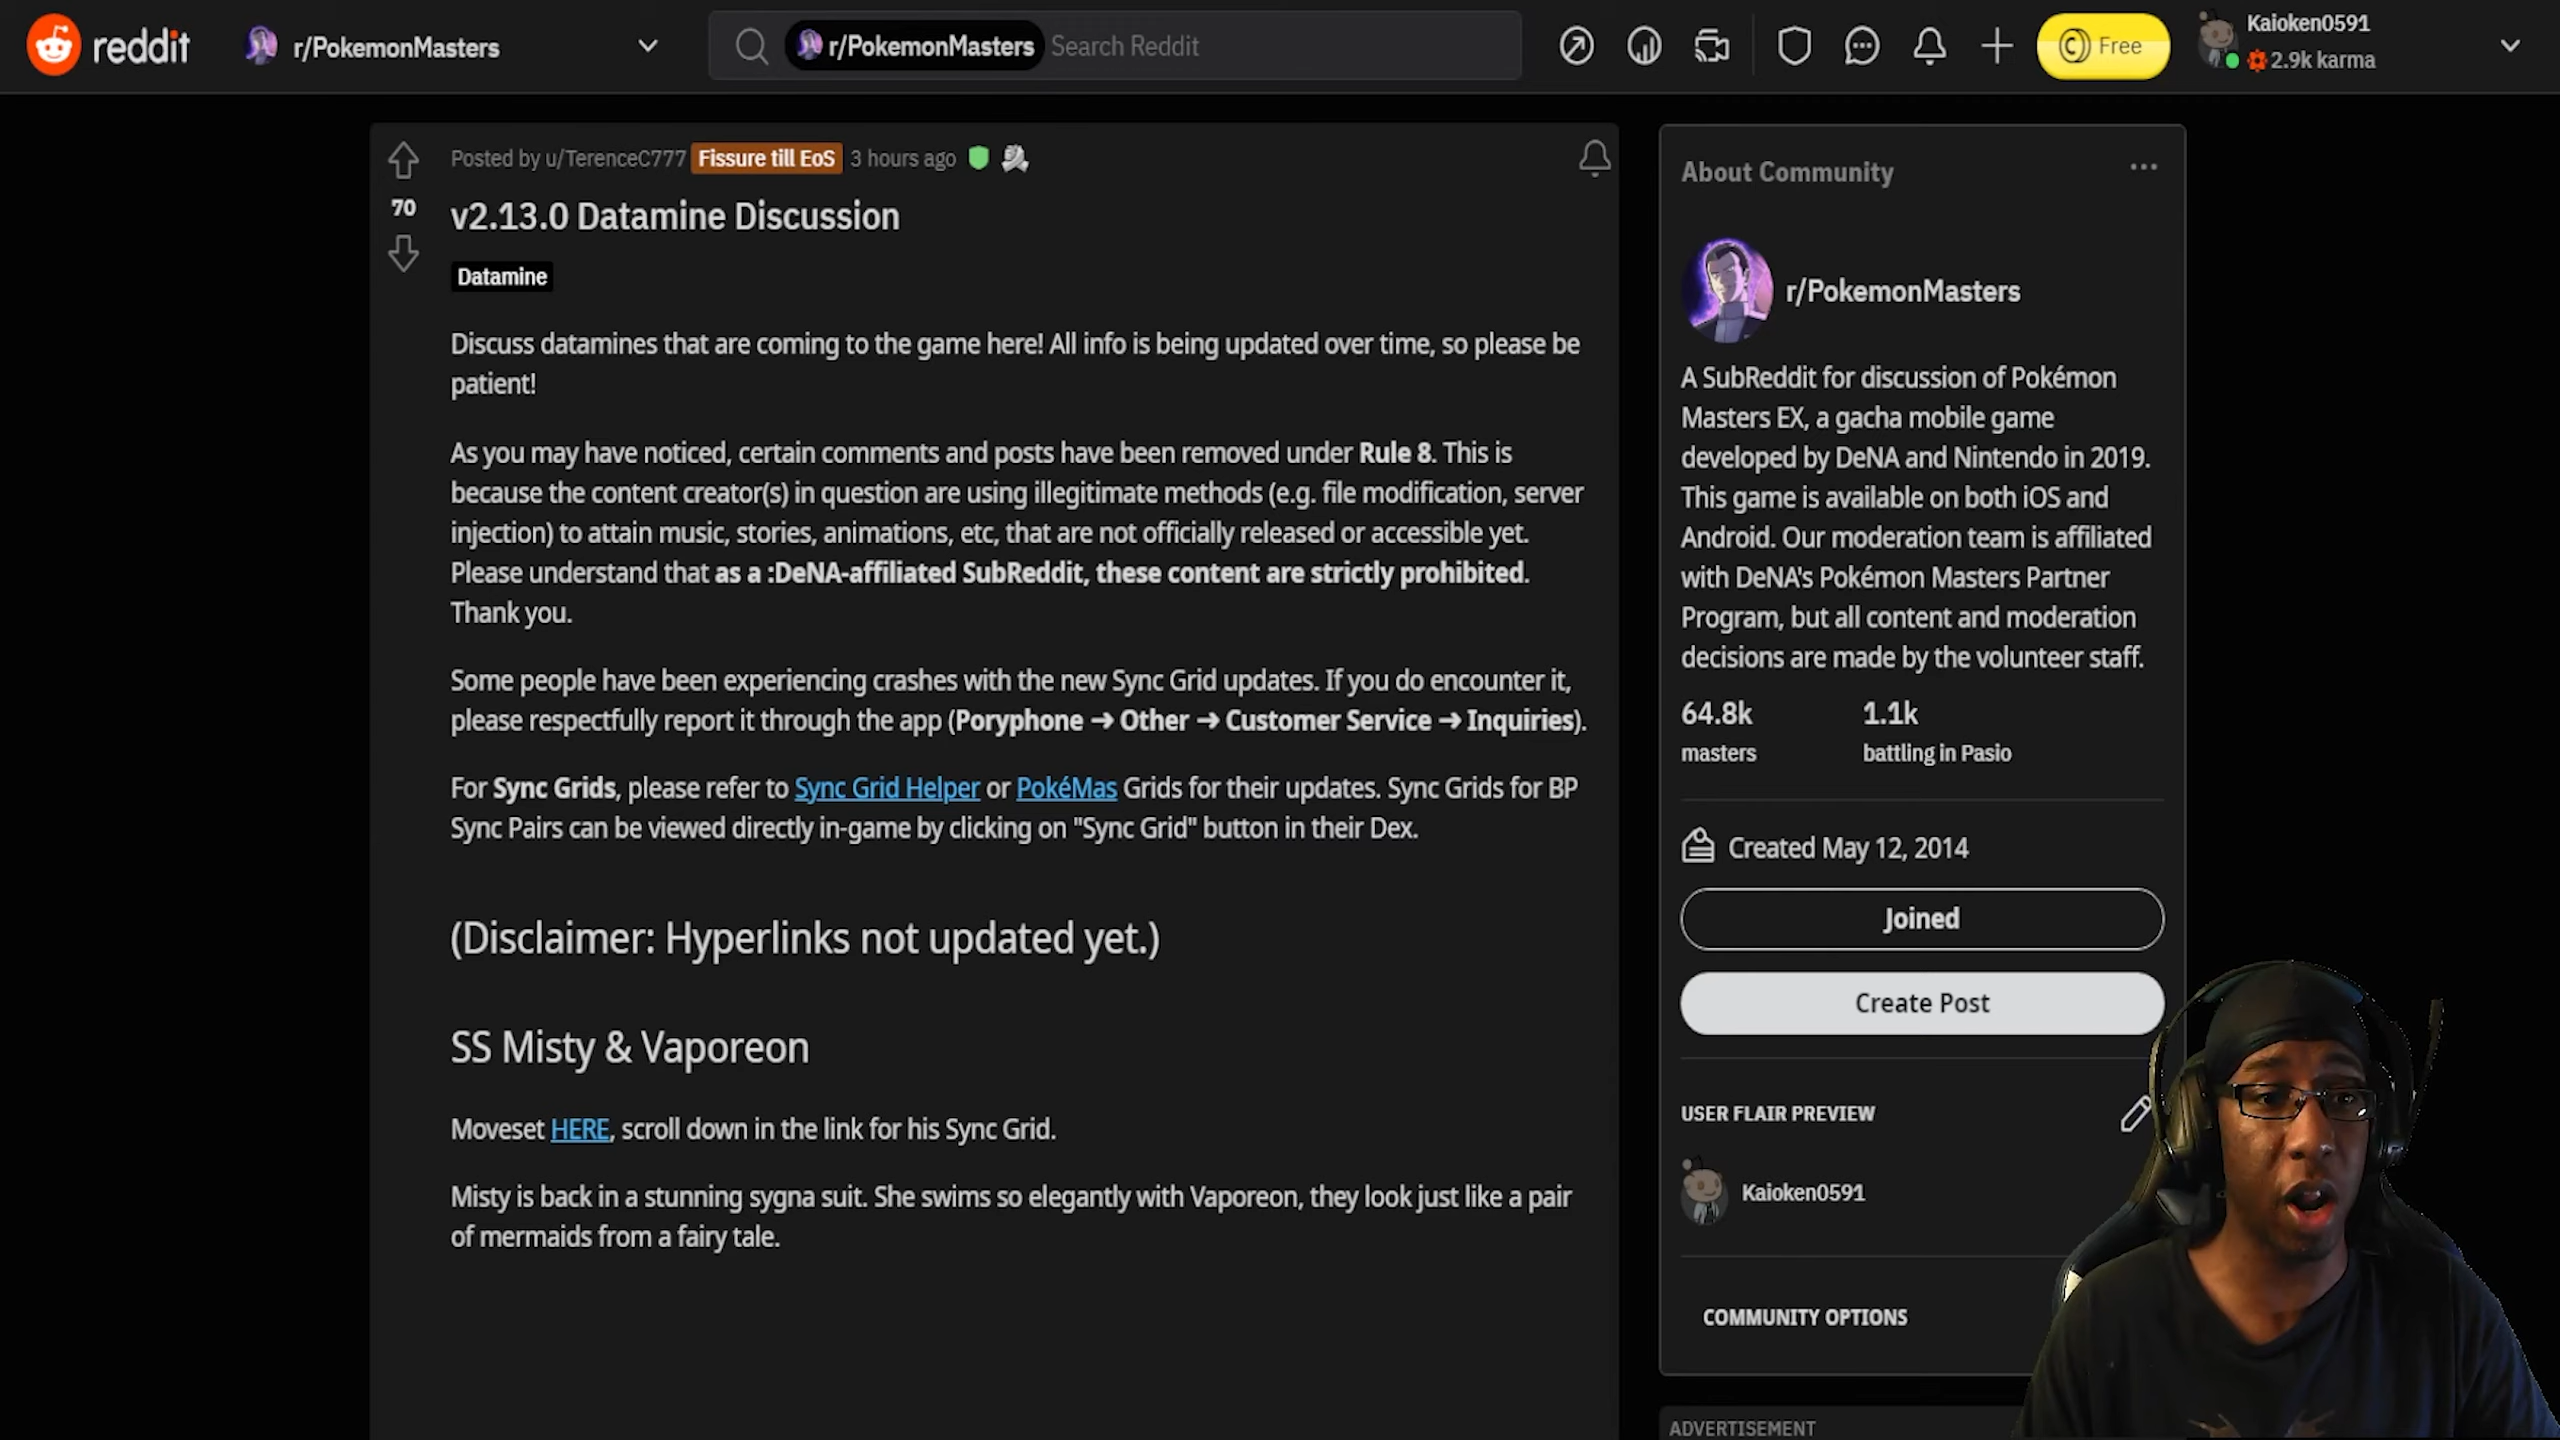 reddit
r/PokemonMasters
r/PokemonMasters Search Reddit
Free
Kaioken0591
2.9k karma
Posted by u/TerenceC777 Fissure till EoS 3 hours ago
70
v2.13.0 Datamine Discussion
Datamine
Discuss datamines that are coming to the game here! All info is being updated over time, so please be
patient!
As you may have noticed, certain comments and posts have been removed under Rule 8. This is
because the content creator(s) in question are using illegitimate methods (e.g. file modification, server
injection) to attain music, stories, animations, etc, that are not officially released or accessible yet.
Please understand that as a :DeNA-affiliated SubReddit, these content are strictly prohibited.
Thank you.
Some people have been experiencing crashes with the new Sync Grid updates. If you do encounter it,
please respectfully report it through the app (Poryphone → Other → Customer Service → Inquiries).
For Sync Grids, please refer to Sync Grid Helper or PokéMas Grids for their updates. Sync Grids for BP
Sync Pairs can be viewed directly in-game by clicking on "Sync Grid" button in their Dex.
(Disclaimer: Hyperlinks not updated yet.)
SS Misty & Vaporeon
Moveset HERE, scroll down in the link for his Sync Grid.
Misty is back in a stunning sygna suit. She swims so elegantly with Vaporeon, they look just like a pair
of mermaids from a fairy tale.
About Community
r/PokemonMasters
A SubReddit for discussion of Pokémon
Masters EX, a gacha mobile game
developed by DeNA and Nintendo in 2019.
This game is available on both iOS and
Android. Our moderation team is affiliated
with DeNA's Pokémon Masters Partner
Program, but all content and moderation
decisions are made by the volunteer staff.
64.8k 1.1k
masters battling in Pasio
Created May 12, 2014
Joined
Create Post
USER FLAIR PREVIEW
Kaioken0591
COMMUNITY OPTIONS
ADVERTISEMENT